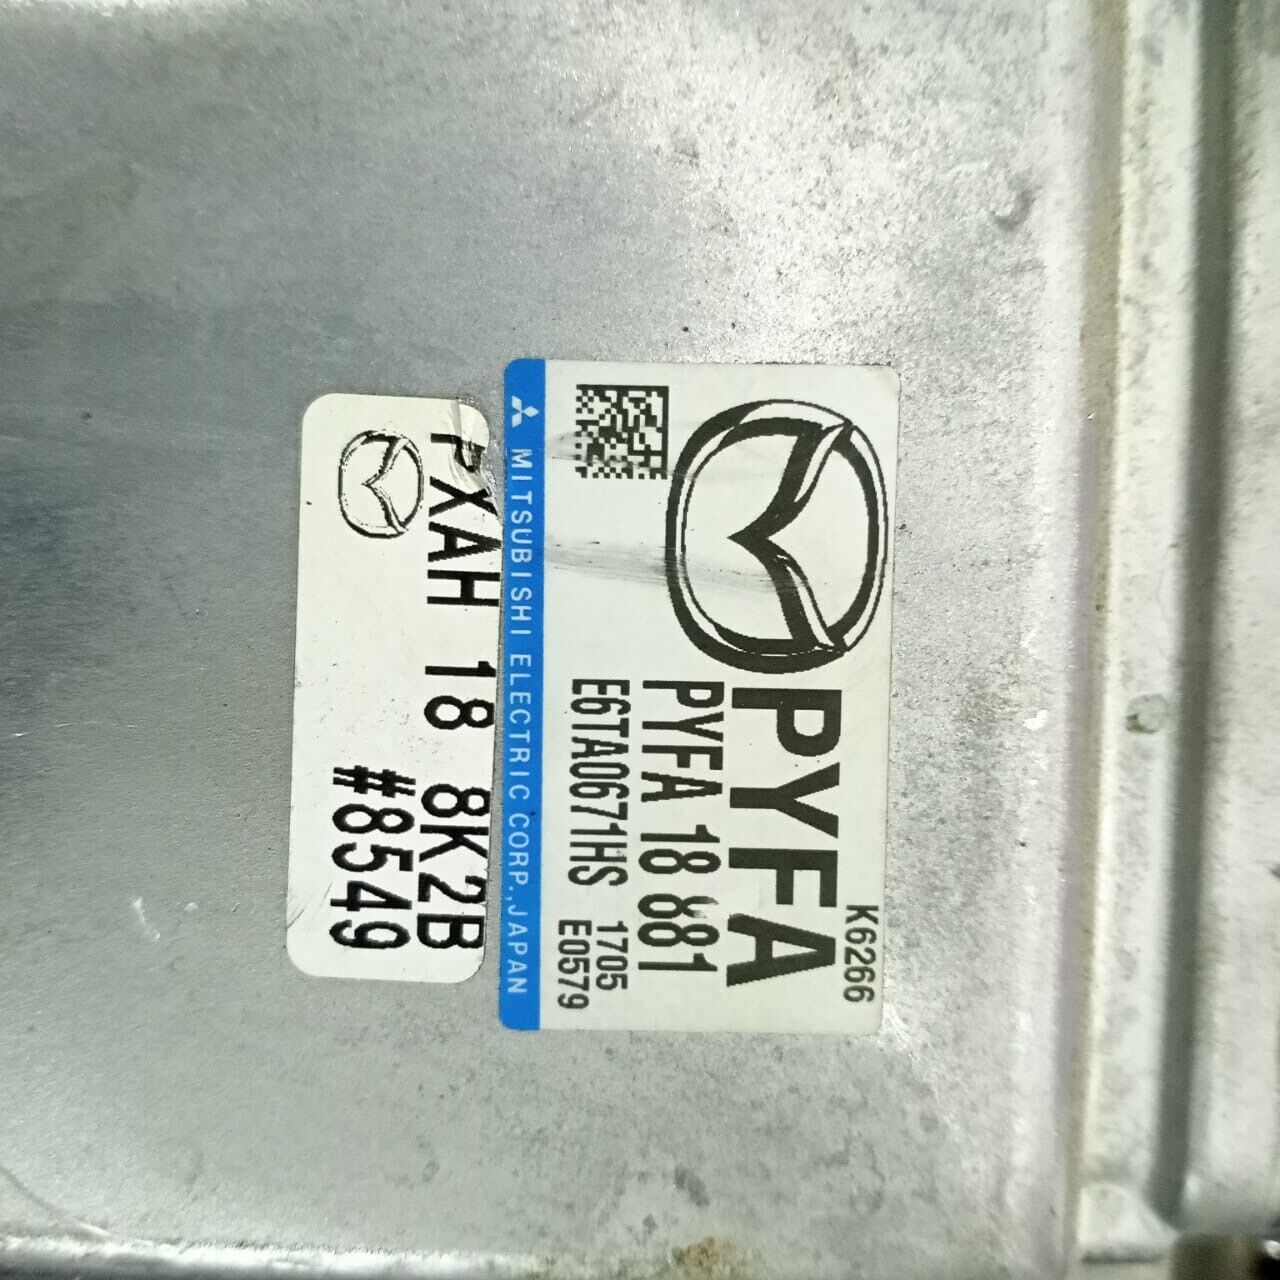 K6266
PYFA
PYFA 18 881
E6TA0671HS 1705
E0579
MITSUBISHI ELECTRIC CORP.,JAPAN
PXAH 18 8K2B
#8549